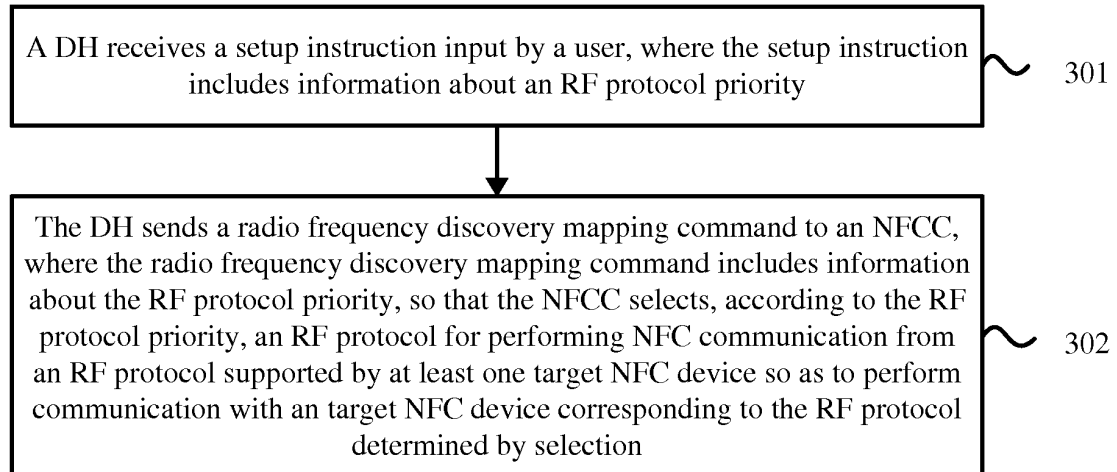 A DH receives a setup instruction input by a user, where the setup instruction
includes information about an RF protocol priority
301
The DH sends a radio frequency discovery mapping command to an NFCC,
where the radio frequency discovery mapping command includes information
about the RF protocol priority, so that the NFCC selects, according to the RF
protocol priority, an RF protocol for performing NFC communication from
an RF protocol supported by at least one target NFC device so as to perform
communication with an target NFC device corresponding to the RF protocol
determined by selection
302